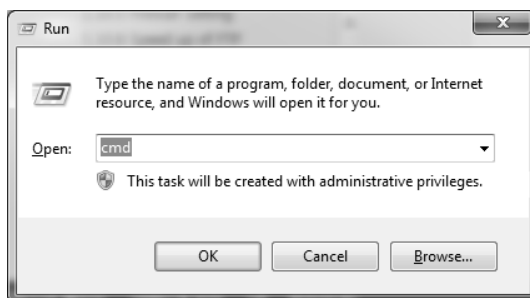 Run
Type the name of a program, folder, document, or Internet
resource, and Windows will open it for you.
Open:
cmd
This task will be created with administrative privileges.
OK
Cancel
Browse...